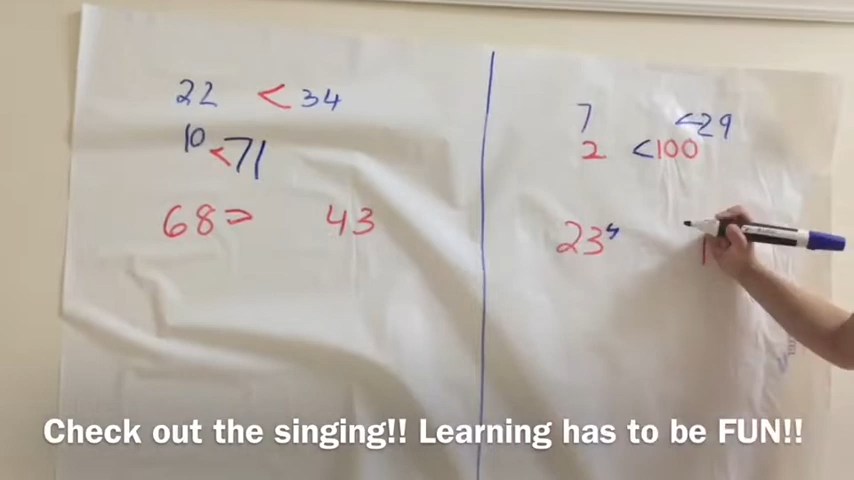 22 < 34
10 < 71
68 > 43
7 < 29
2 < 100
23
Check out the singing!! Learning has to be FUN!!